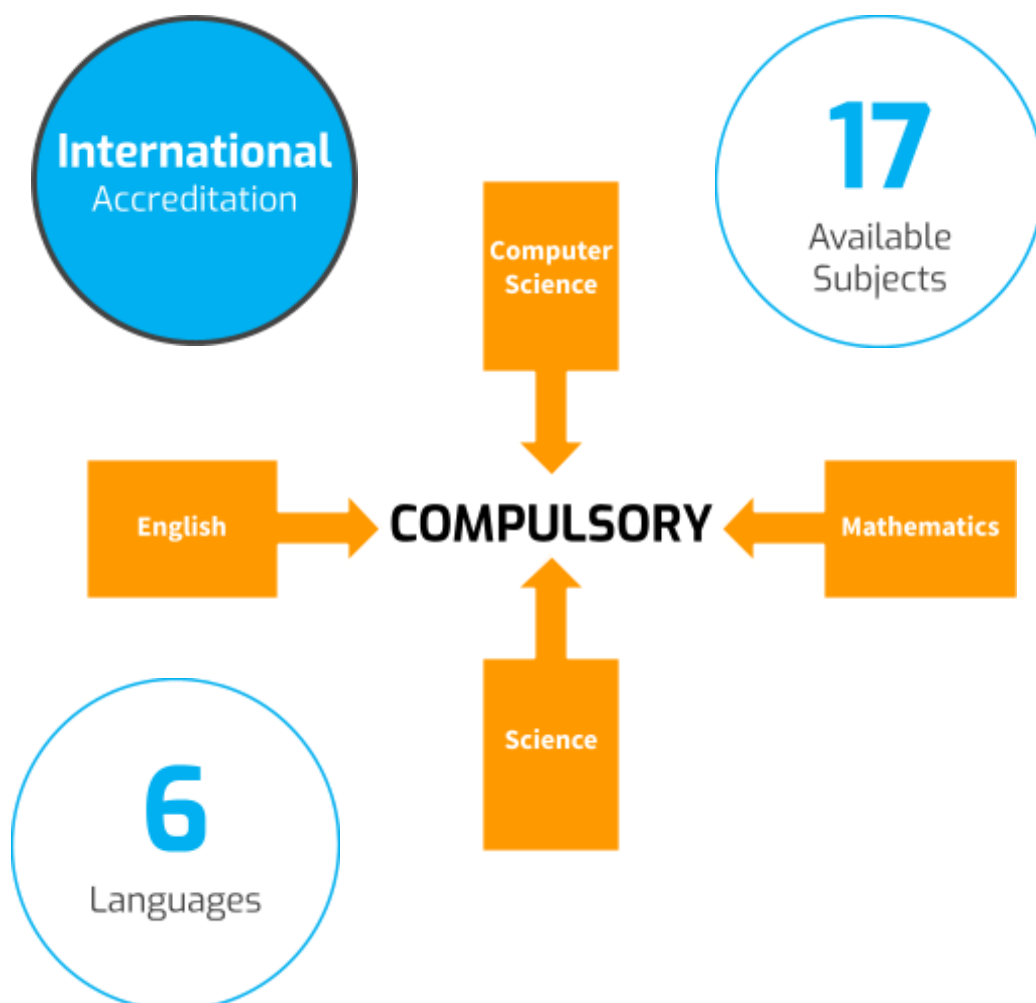 International
Accreditation
17
Available
Subjects
Computer
Science
English
COMPULSORY
Mathematics
Science
6
Languages